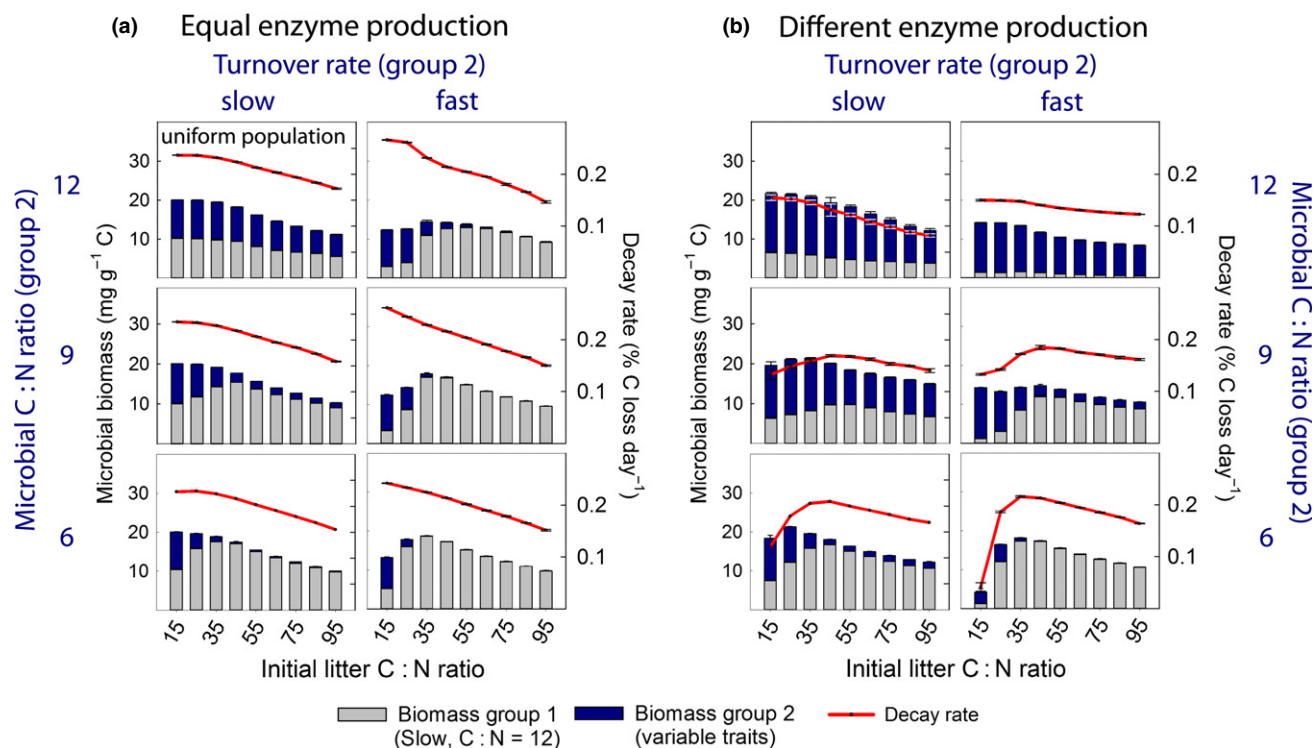 (a) Equal enzyme production
Turnover rate (group 2)
slow fast
uniform population
Microbial C : N ratio (group 2)
12
9
6
Microbial biomass (mg g⁻¹ C)
30
20
10
30
20
10
30
20
10
0.2
0.1
0.2
0.1
0.2
0.1
Decay rate (% C loss day⁻¹)
15 35 55 75 95 15 35 55 75 95
Initial litter C : N ratio
(b) Different enzyme production
Turnover rate (group 2)
slow fast
Microbial biomass (mg g⁻¹ C)
30
20
10
30
20
10
30
20
10
0.2
0.1
0.2
0.1
0.2
0.1
Decay rate (% C loss day⁻¹)
12
9
6
Microbial C : N ratio (group 2)
15 35 55 75 95 15 35 55 75 95
Initial litter C : N ratio
Biomass group 1 Biomass group 2 Decay rate
(Slow, C : N = 12) (variable traits)